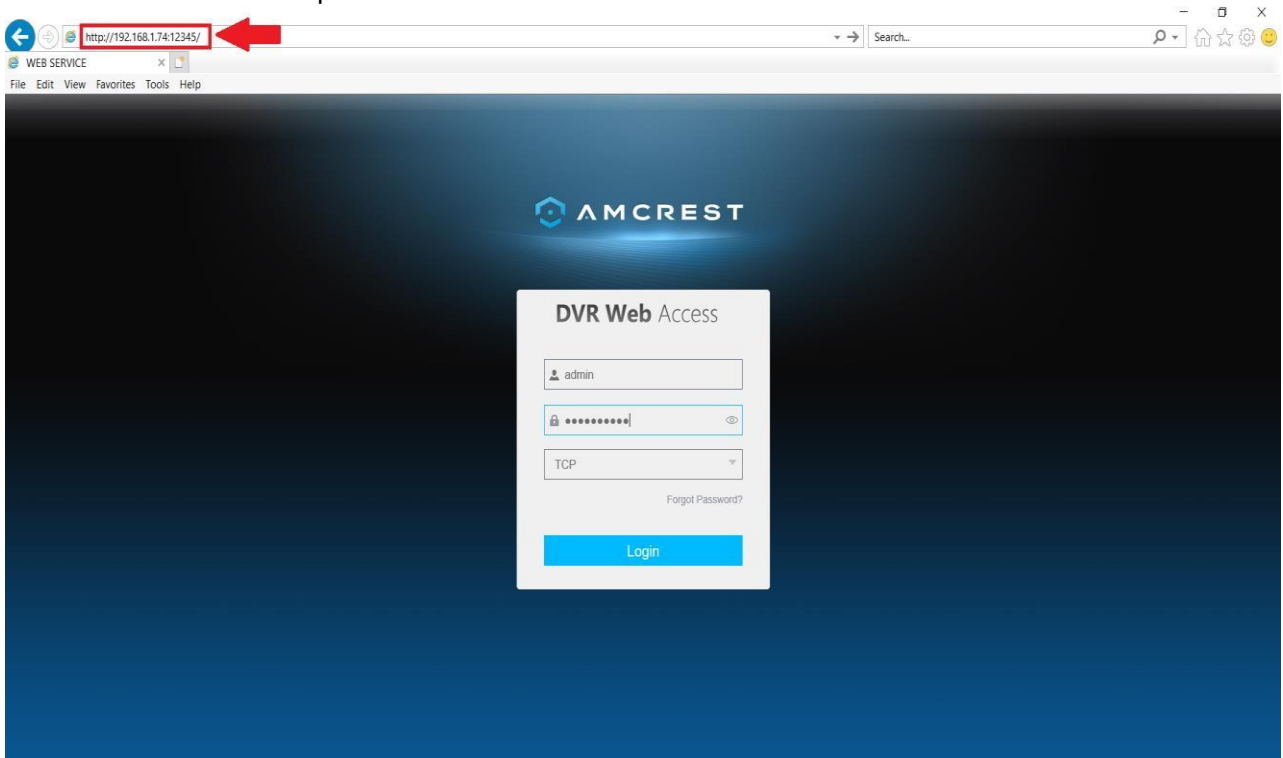 http://192.168.1.74:12345/
Search...
WEB SERVICE
File Edit View Favorites Tools Help
AMCREST
DVR Web Access
admin
TCP
Forgot Password?
Login